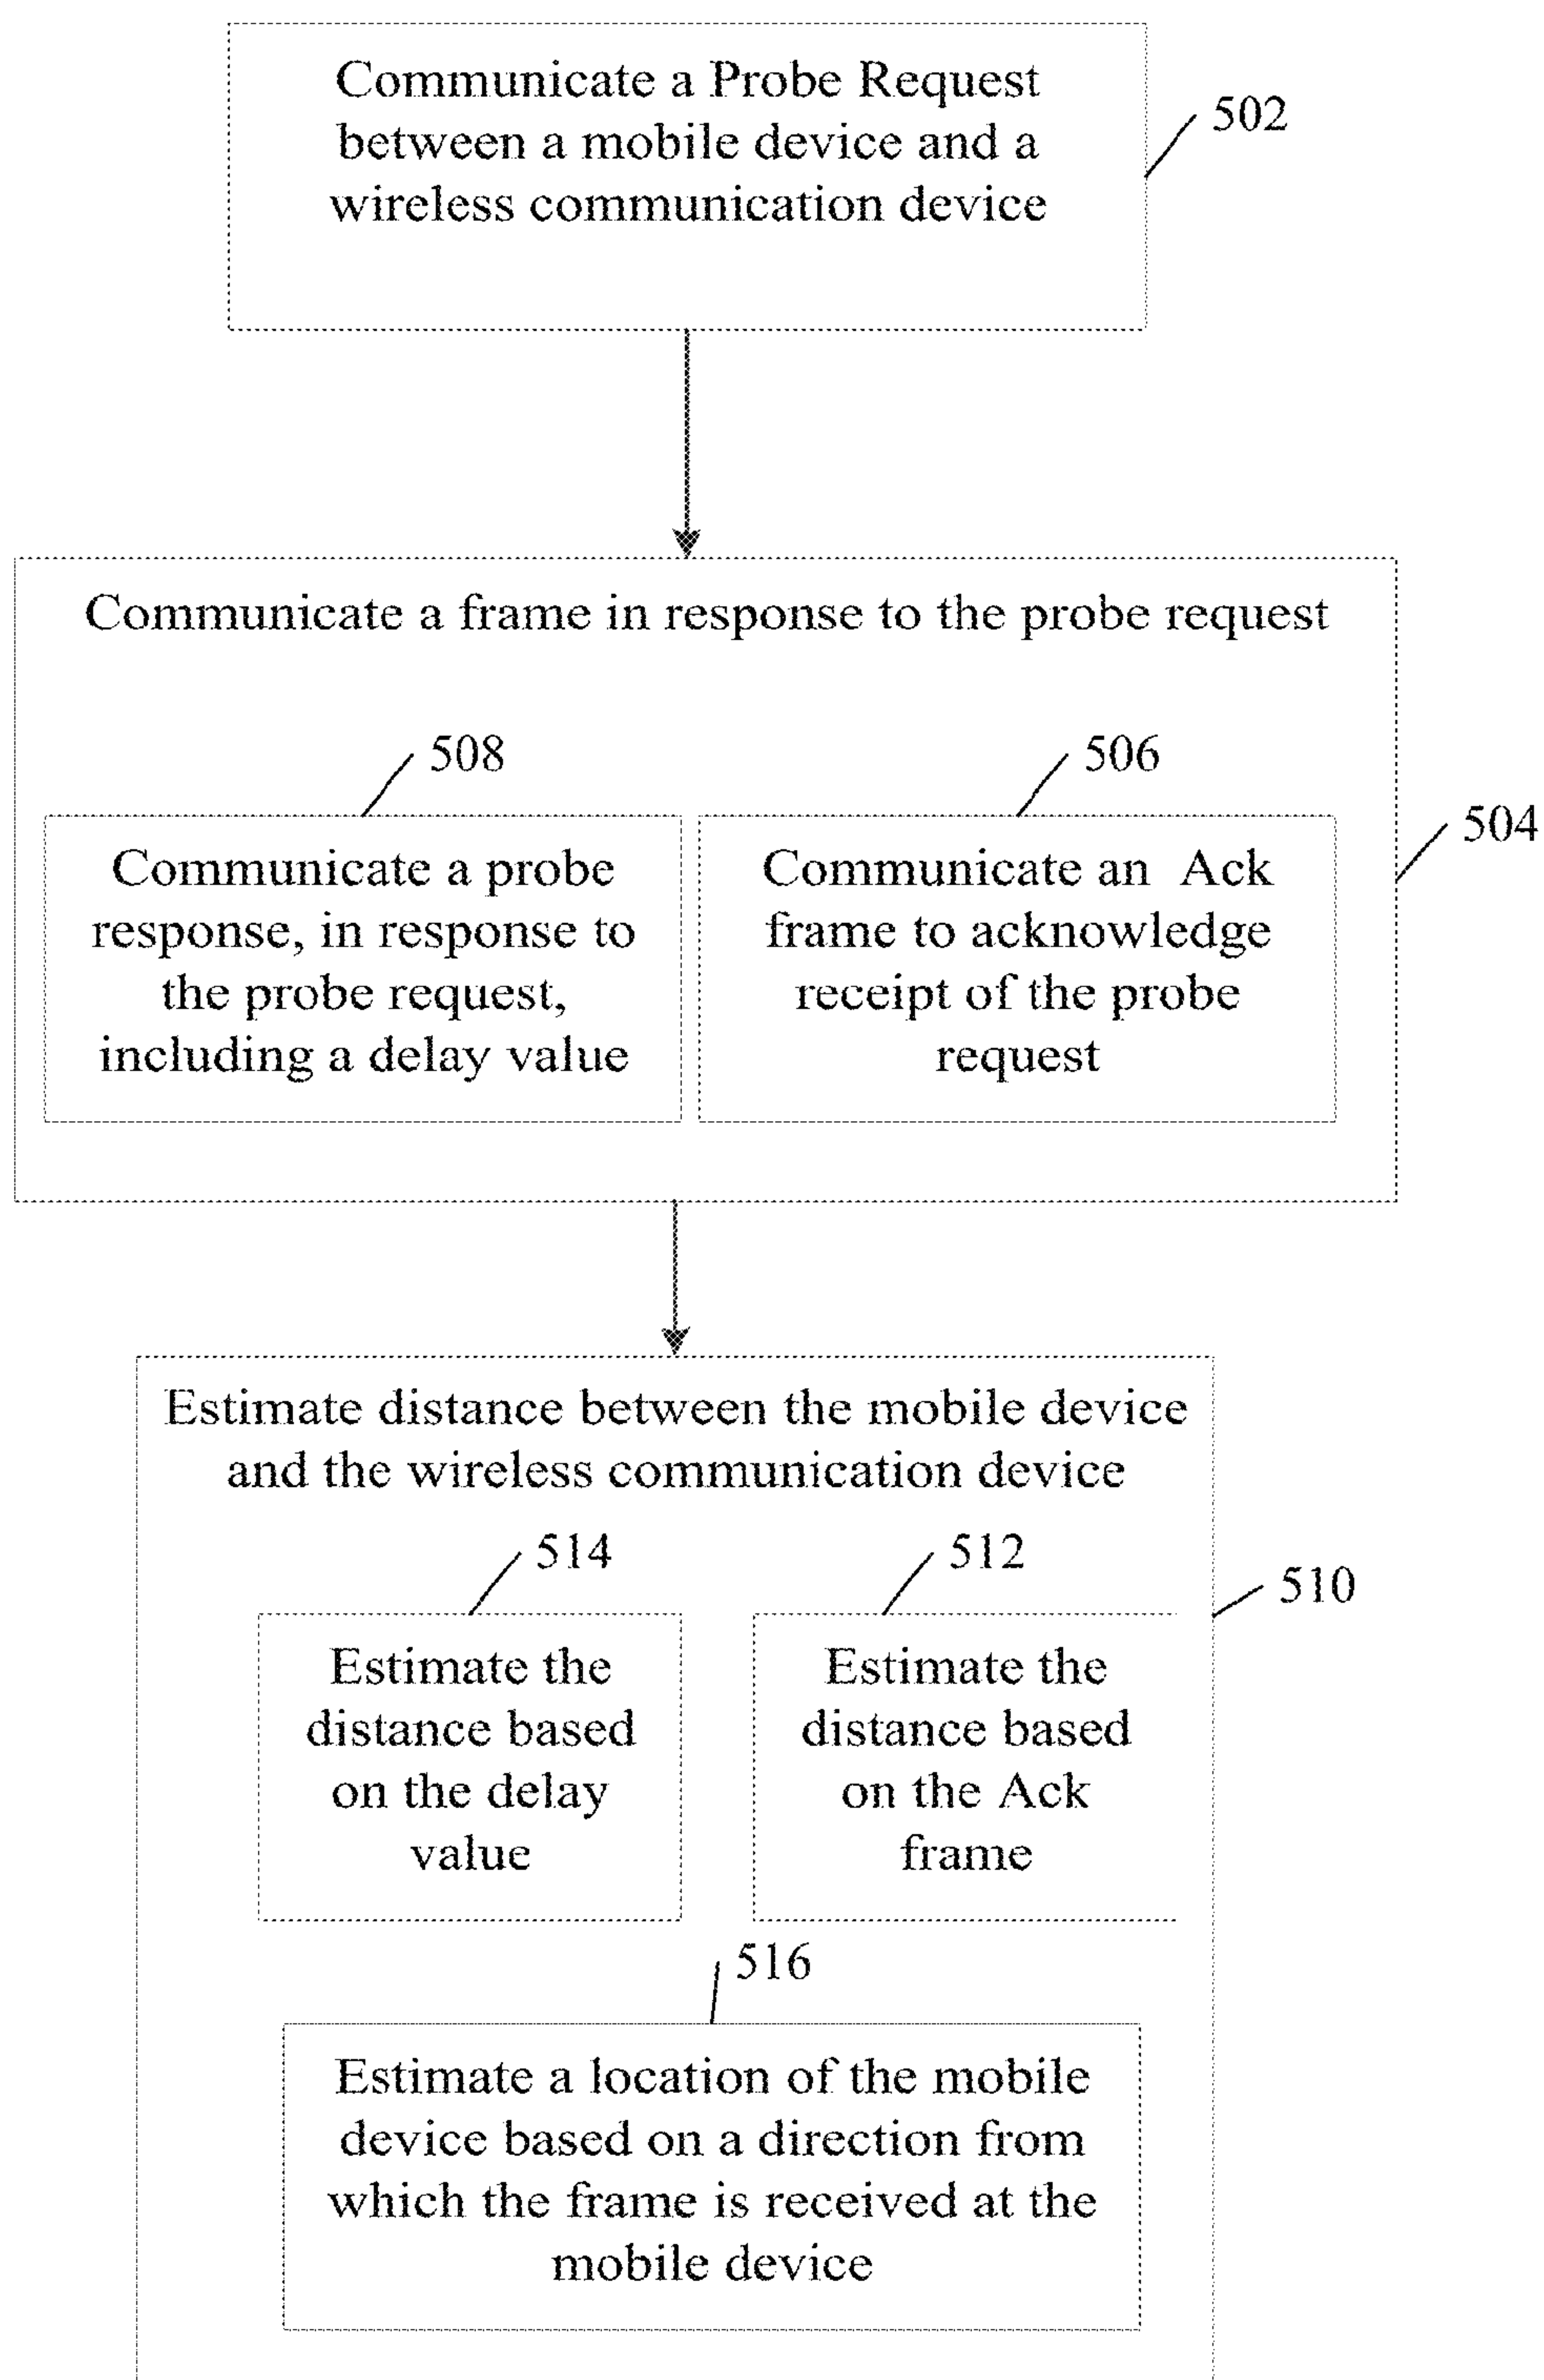 Communicate a Probe Request
between a mobile device and a
wireless communication device
502
Communicate a frame in response to the probe request
508
506
504
Communicate a probe
response, in response to
the probe request,
including a delay value
Communicate an Ack
frame to acknowledge
receipt of the probe
request
Estimate distance between the mobile device
and the wireless communication device
514
512
510
Estimate the
distance based
on the delay
value
Estimate the
distance based
on the Ack
frame
516
Estimate a location of the mobile
device based on a direction from
which the frame is received at the
mobile device